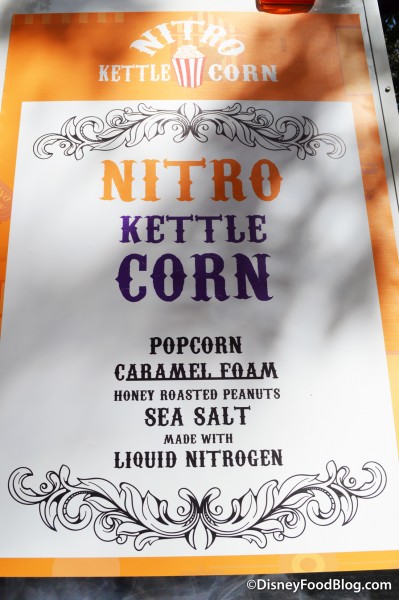 NITRO
KETTLE CORN
NITRO
KETTLE
CORN
POPCORN
CARAMEL FOAM
HONEY ROASTED PEANUTS
SEA SALT
MADE WITH
LIQUID NITROGEN
©DisneyFoodBlog.com